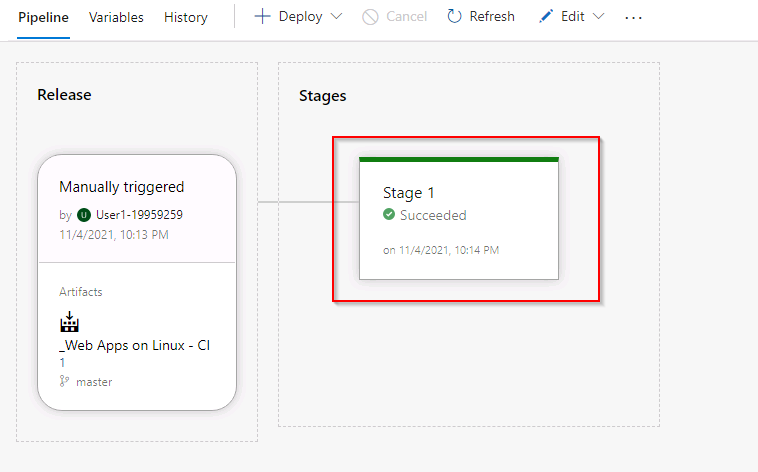 Pipeline Variables History Deploy Cancel Refresh Edit ...
Release
Stages
Manually triggered
by U User1-19959259
11/4/2021, 10:13 PM
Stage 1
Succeeded
on 11/4/2021, 10:14 PM
Artifacts
_Web Apps on Linux - CI
1
master